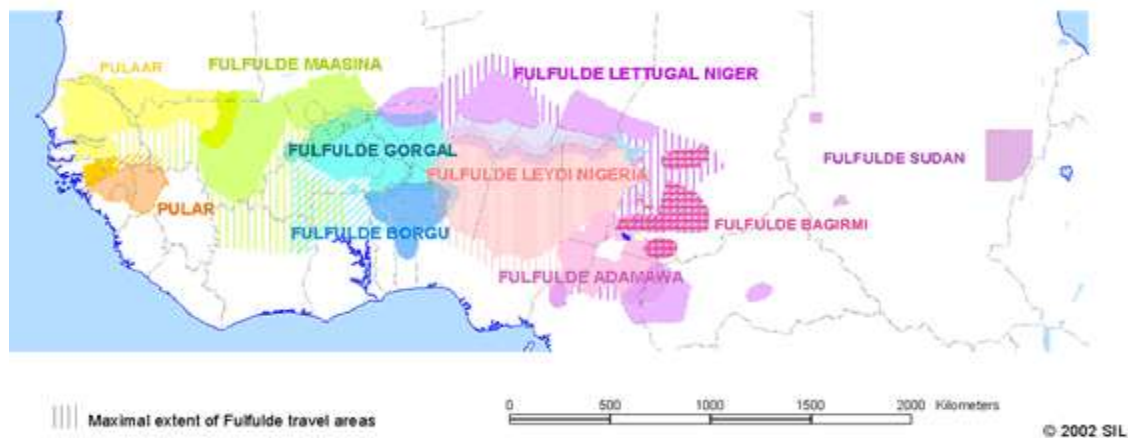 PULAAR
FULFULDE MAASINA
FULFULDE LETTUGAL NIGER
FULFULDE GORGAL
FULFULDE SUDAN
FULFULDE LEYDI NIGERIA
PULAR
FULFULDE BORGU
FULFULDE BAGIRMI
FULFULDE ADAMAWA
0 500 1000 1500 2000 Kilometers
Maximal extent of Fulfulde travel areas
© 2002 SIL